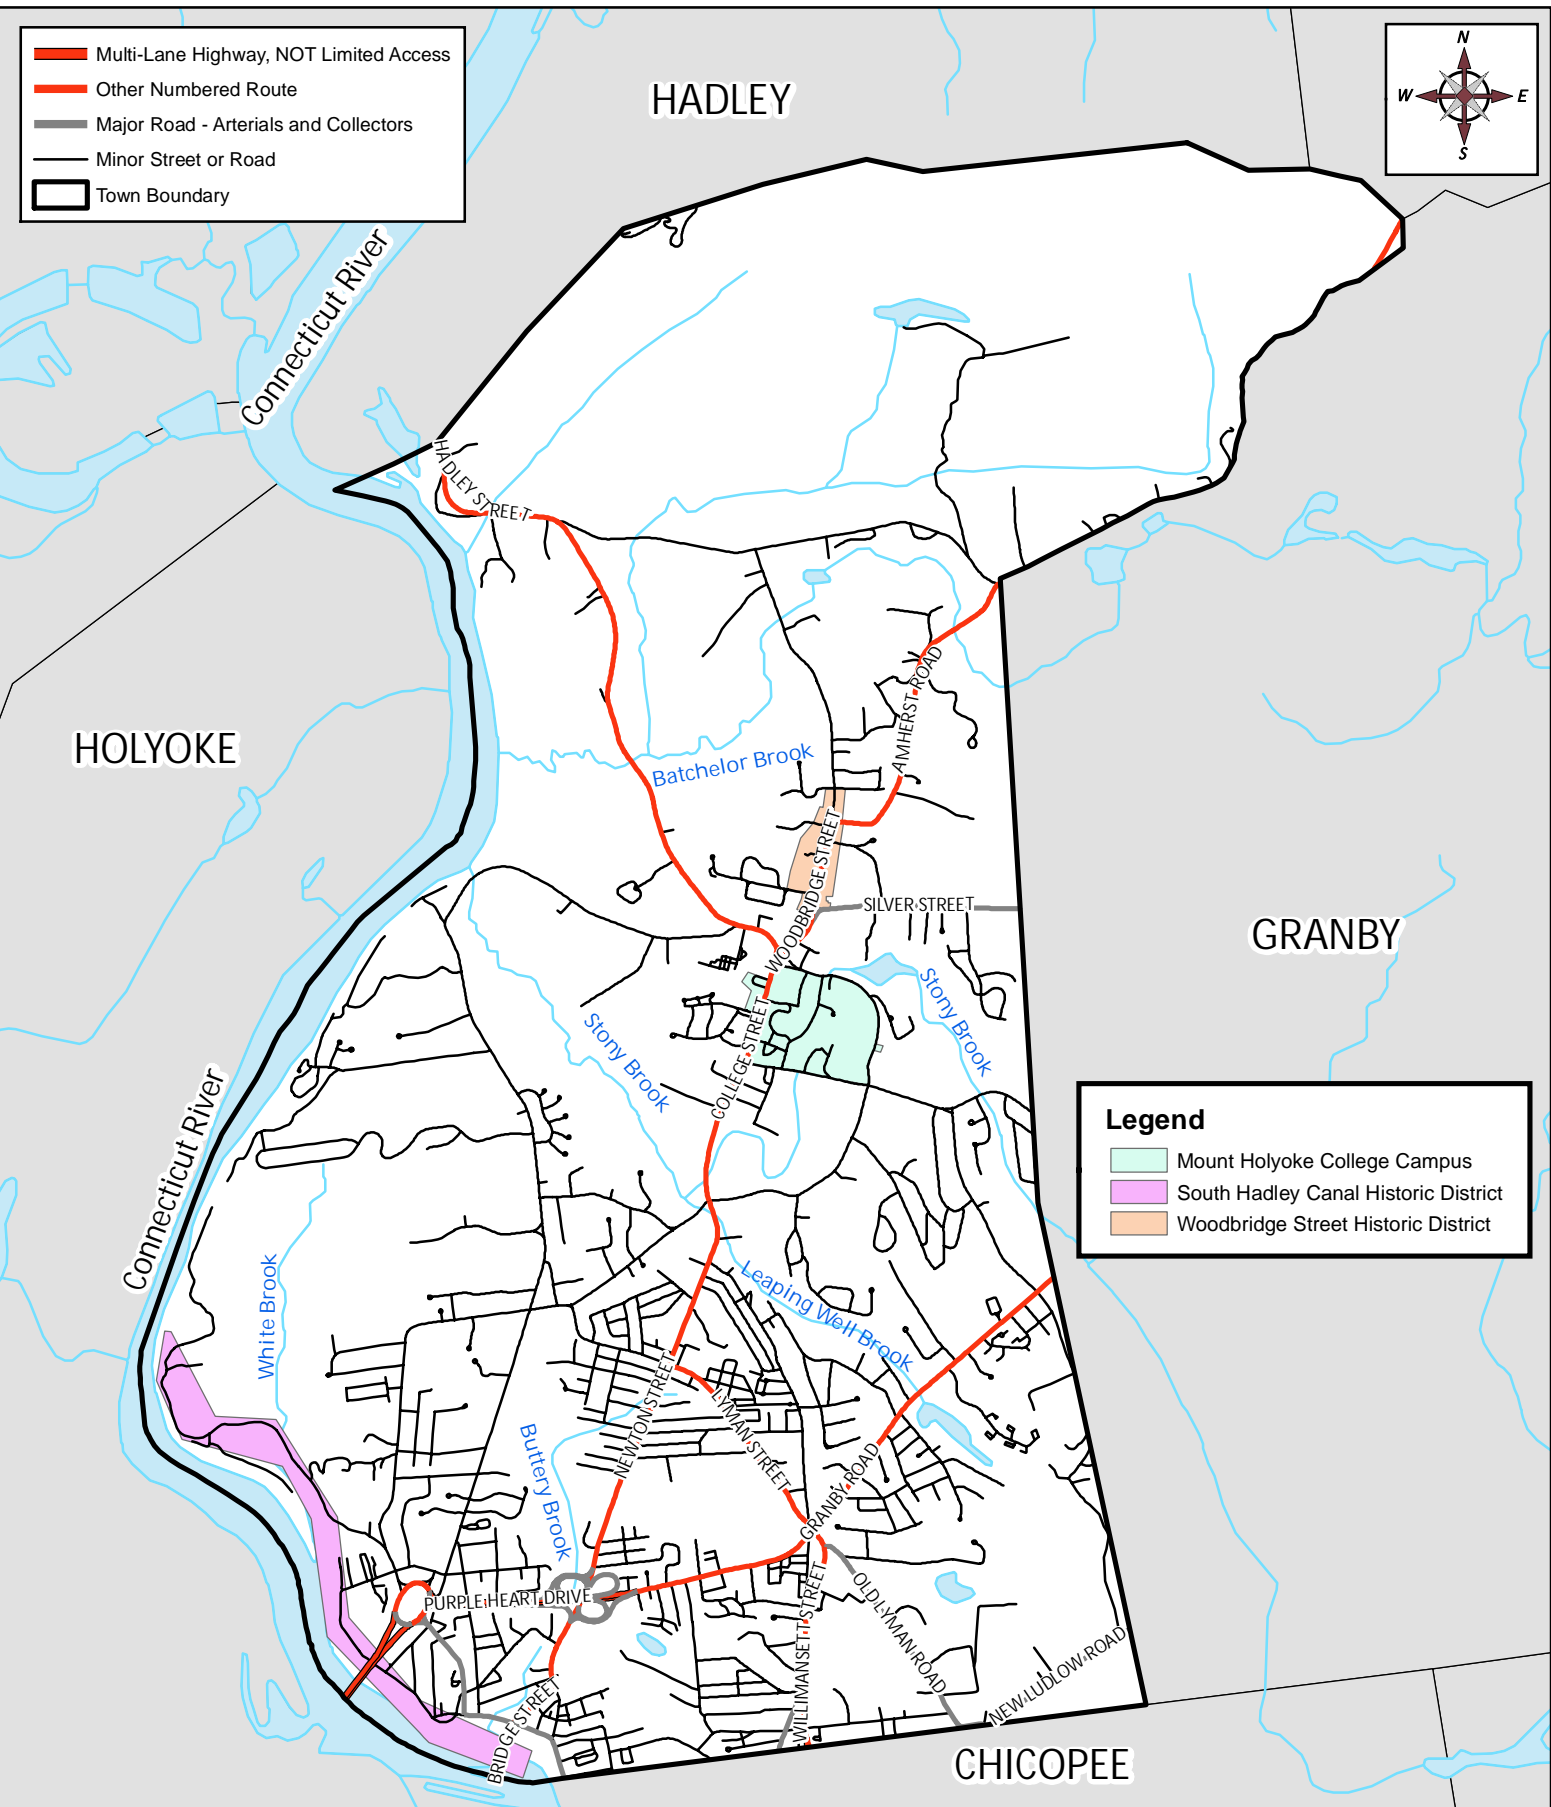 Multi-Lane Highway, NOT Limited Access
Other Numbered Route
Major Road - Arterials and Collectors
Minor Street or Road
Town Boundary
HADLEY
N
W
E
S
Connecticut River
HADLEY STREET
HOLYOKE
AMHERST ROAD
Batchelor Brook
WOODBRIDGE STREET
SILVER STREET
GRANBY
Stony Brook
Stony Brook
COLLEGE STREET
Connecticut River
Legend
Mount Holyoke College Campus
South Hadley Canal Historic District
Woodbridge Street Historic District
White Brook
Leaping Well Brook
NEWTON STREET
LYMAN STREET
Buttery Brook
GRANBY ROAD
PURPLE HEART DRIVE
OLD LYMAN ROAD
WILLIMANSETT STREET
NEW LUDLOW ROAD
BRIDGE STREET
CHICOPEE